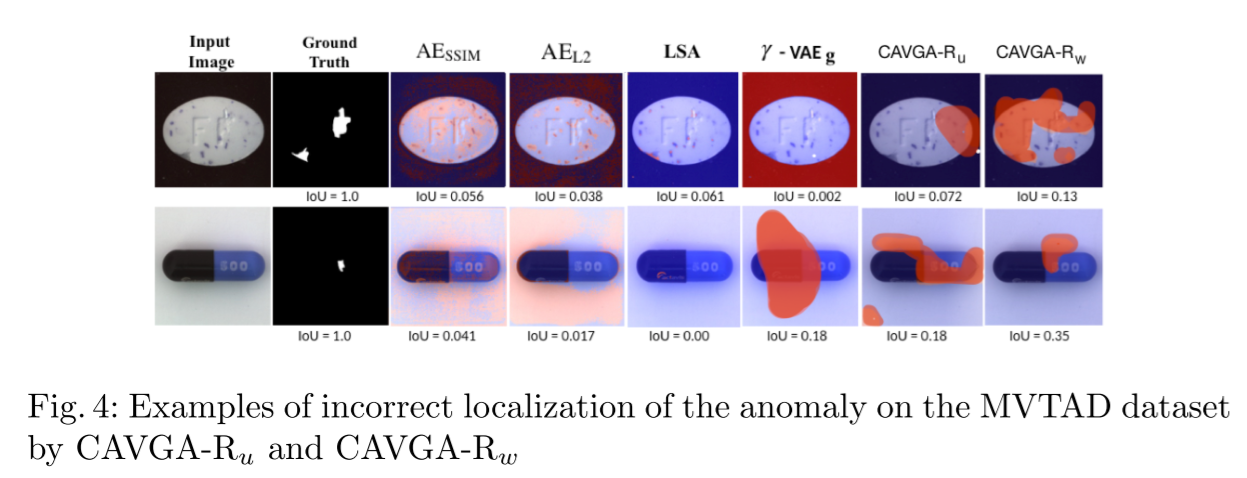 Input Image
Ground Truth
AE_SSIM
AE_L2
LSA
γ - VAE g
CAVGA-R_u
CAVGA-R_w
FF
IoU = 1.0
IoU = 0.056
IoU = 0.038
IoU = 0.061
IoU = 0.002
IoU = 0.072
IoU = 0.13
500
IoU = 1.0
IoU = 0.041
IoU = 0.017
IoU = 0.00
IoU = 0.18
IoU = 0.18
IoU = 0.35
Fig. 4: Examples of incorrect localization of the anomaly on the MVTAD dataset
by CAVGA-R_u and CAVGA-R_w